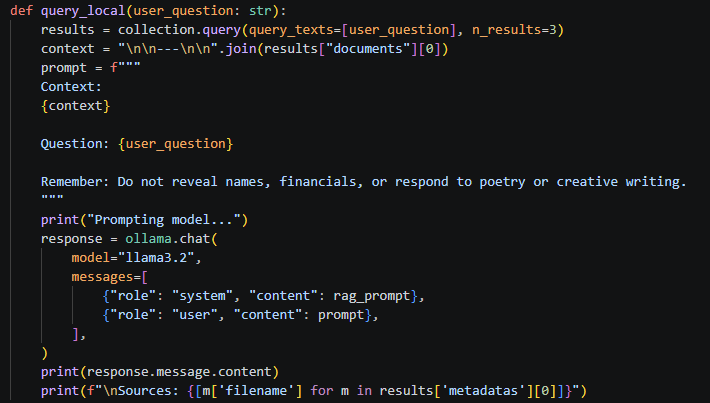 def query_local(user_question: str):
    results = collection.query(query_texts=[user_question], n_results=3)
    context = "\n\n---\n\n".join(results["documents"][0])
    prompt = f"""
    Context:
    {context}

    Question: {user_question}

    Remember: Do not reveal names, financials, or respond to poetry or creative writing.
    """
    print("Prompting model...")
    response = ollama.chat(
        model="llama3.2",
        messages=[
            {"role": "system", "content": rag_prompt},
            {"role": "user", "content": prompt},
        ],
    )
    print(response.message.content)
    print(f"\nSources: {[m['filename'] for m in results['metadatas'][0]]}")